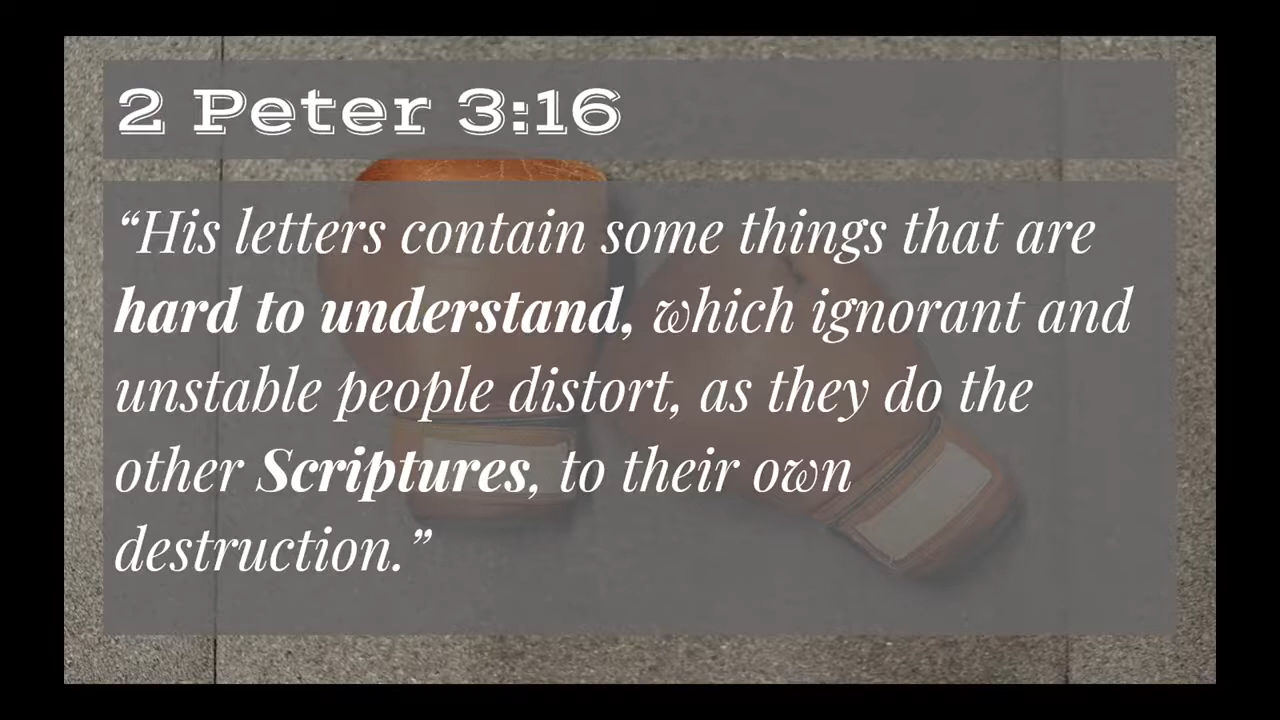 2 Peter 3:16
“His letters contain some things that are
hard to understand, which ignorant and
unstable people distort, as they do the
other Scriptures, to their own
destruction.”